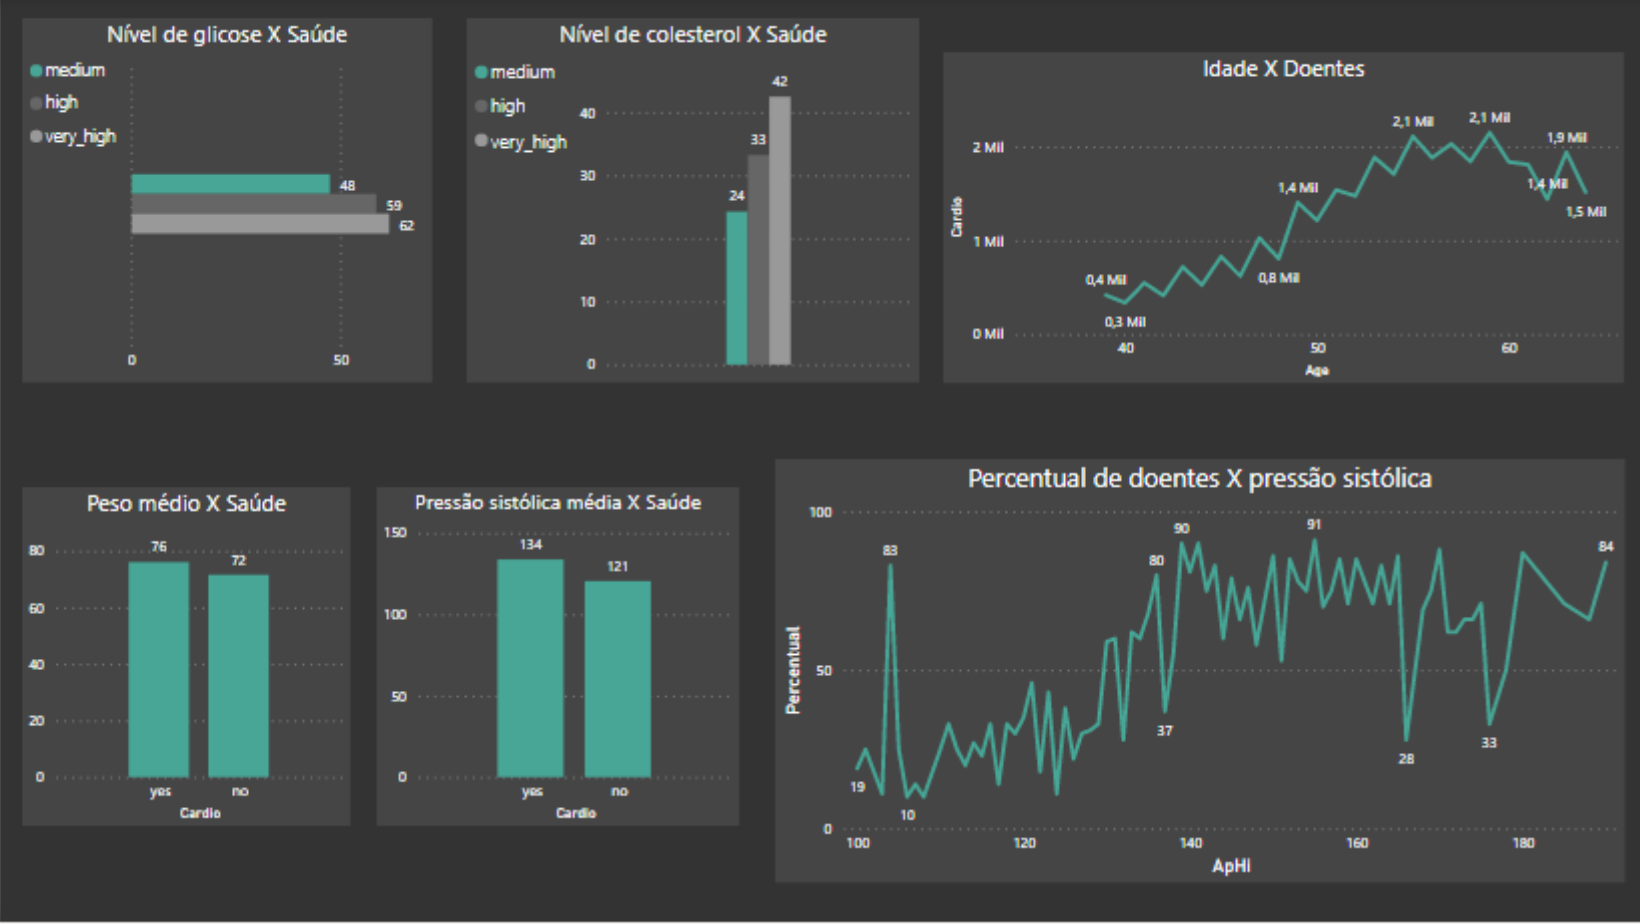 Nível de glicose X Saúde
medium
high
very_high
48
59
62
0
50
Nível de colesterol X Saúde
medium
high
very_high
40
30
20
10
0
24
33
42
Idade X Doentes
Cardio
2 Mil
1 Mil
0 Mil
0,4 Mil
0,3 Mil
0,8 Mil
1,4 Mil
2,1 Mil
2,1 Mil
1,9 Mil
1,4 Mil
1,5 Mil
40
50
60
Age
Peso médio X Saúde
80
60
40
20
0
76
72
yes
no
Cardio
Pressão sistólica média X Saúde
150
100
50
0
134
121
yes
no
Cardio
Percentual de doentes X pressão sistólica
Percentual
100
50
0
19
83
10
80
37
90
91
28
33
84
100
120
140
160
180
ApHi